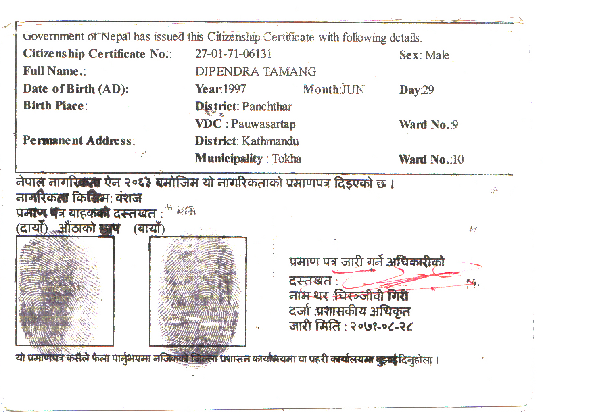 Government of Nepal has issued this Citizenship Certificate with following details.
Citizenship Certificate No.: 27-01-71-06131 Sex: Male
Full Name.: DIPENDRA TAMANG
Date of Birth (AD): Year:1997 Month:JUN Day:29
Birth Place: District: Panchthar
VDC : Pauwasartap Ward No.:9
Permanent Address: District: Kathmandu
Municipality : Tokha Ward No.:10
नेपाल नागरिकता ऐन २०६३ बमोजिम यो नागरिकताको प्रमाणपत्र दिइएको छ ।
नागरिकता किसिम: वंशज
प्रमाण पत्र वाहकको दस्तखत :
(दायाँ) औंठाको छाप (बायाँ)
प्रमाण पत्र जारी गर्ने अधिकारीको
दस्तखत :
नाम थर चिरञ्जीवी गिरी
दर्जा प्रशासकीय अधिकृत
जारी मिति : २०७१-०८-२८
यो प्रमाणपत्र कसैले फेला पार्नुभएमा नजिकको जिल्ला प्रशासन कार्यालयमा वा प्रहरी कार्यालयमा बुझाई दिनुहोला ।